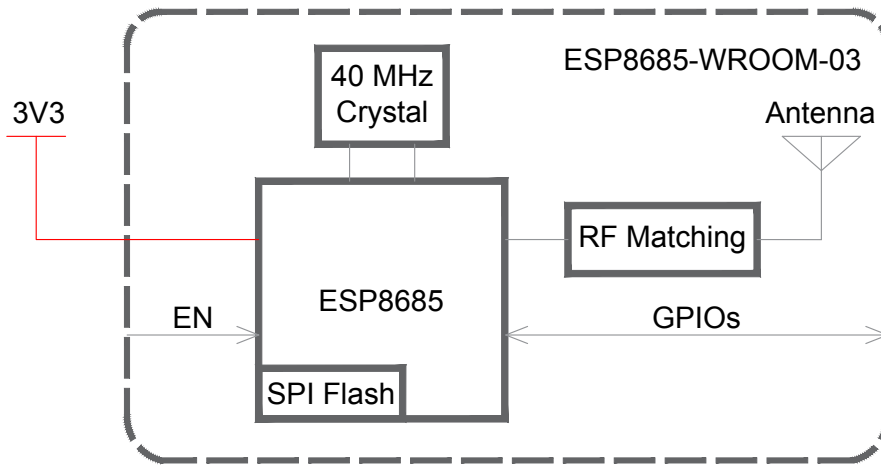 ESP8685-WROOM-03
40 MHz
Crystal
3V3
Antenna
RF Matching
ESP8685
EN
GPIOs
SPI Flash